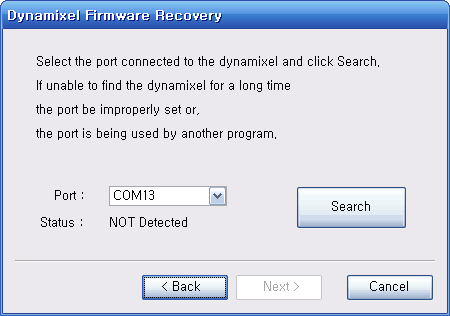 Dynamixel Firmware Recovery
Select the port connected to the dynamixel and click Search,
If unable to find the dynamixel for a long time
the port be improperly set or,
the port is being used by another program,
Port : COM13
Search
Status : NOT Detected
< Back Next > Cancel